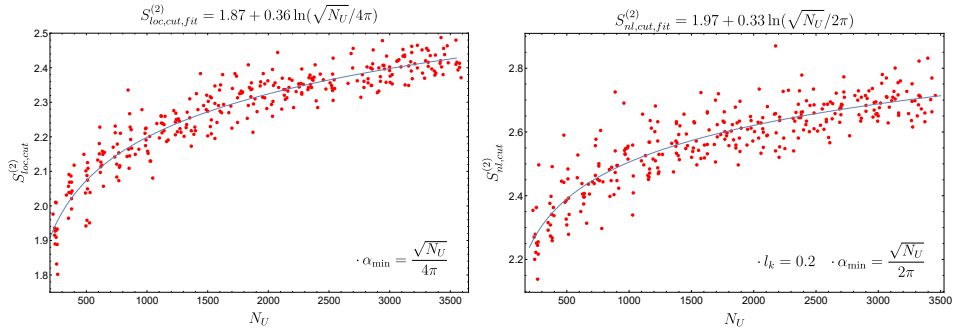 S^{(2)}_{loc,cut,fit} = 1.87 + 0.36 ln(√N_U/4π)
2.5
2.4
2.3
2.2
2.1
2.0
1.9
1.8
S^{(2)}_{loc,cut}
· α_min = √N_U / 4π
500 1000 1500 2000 2500 3000 3500
N_U
S^{(2)}_{nl,cut,fit} = 1.97 + 0.33 ln(√N_U/2π)
2.8
2.6
2.4
2.2
S^{(2)}_{nl,cut}
· l_k = 0.2 · α_min = √N_U / 2π
500 1000 1500 2000 2500 3000 3500
N_U